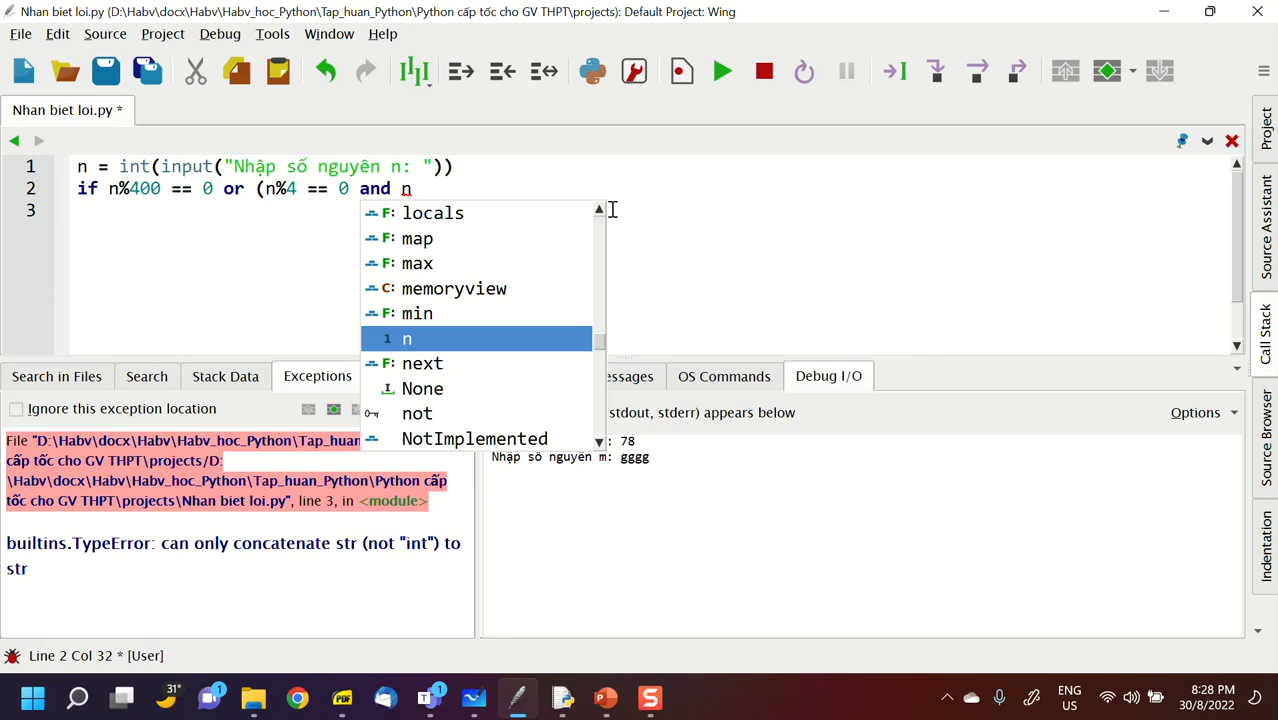 Nhan biet loi.py (D:\Habv\docx\Habv\Habv_hoc_Python\Tap_huan_Python\Python cấp tốc cho GV THPT\projects): Default Project: Wing
File Edit Source Project Debug Tools Window Help
Nhan biet loi.py *
1 n = int(input("Nhập số nguyên n: "))
2 if n%400 == 0 or (n%4 == 0 and n
3
F: locals
F: map
F: max
C: memoryview
F: min
1 n
F: next
I None
not
NotImplemented
Project
Source Assistant
Call Stack
Source Browser
Indentation
Search in Files Search Stack Data Exceptions essages OS Commands Debug I/O
Ignore this exception location
stdout, stderr) appears below
Options
File "D:\Habv\docx\Habv\Habv_hoc_Python\Tap_huan
cấp tốc cho GV THPT\projects/D:
\Habv\docx\Habv\Habv_hoc_Python\Tap_huan_Python\Python cấp
tốc cho GV THPT\projects\Nhan biet loi.py", line 3, in <module>
builtins.TypeError: can only concatenate str (not "int") to
str
: 78
Nhập số nguyên m: gggg
Line 2 Col 32 * [User]
31°
1
PDF
1
ENG
US
8:28 PM
30/8/2022